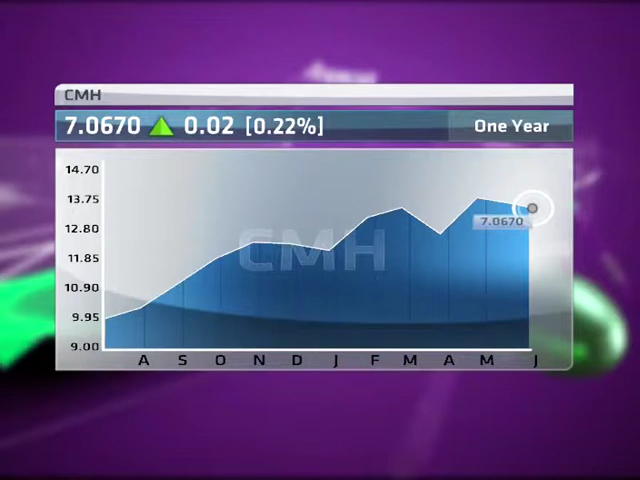 CMH
7.0670 0.02 [0.22%] One Year
14.70
13.75
12.80
11.85
10.90
9.95
9.00
CMH
7.0670
A S O N D J F M A M J